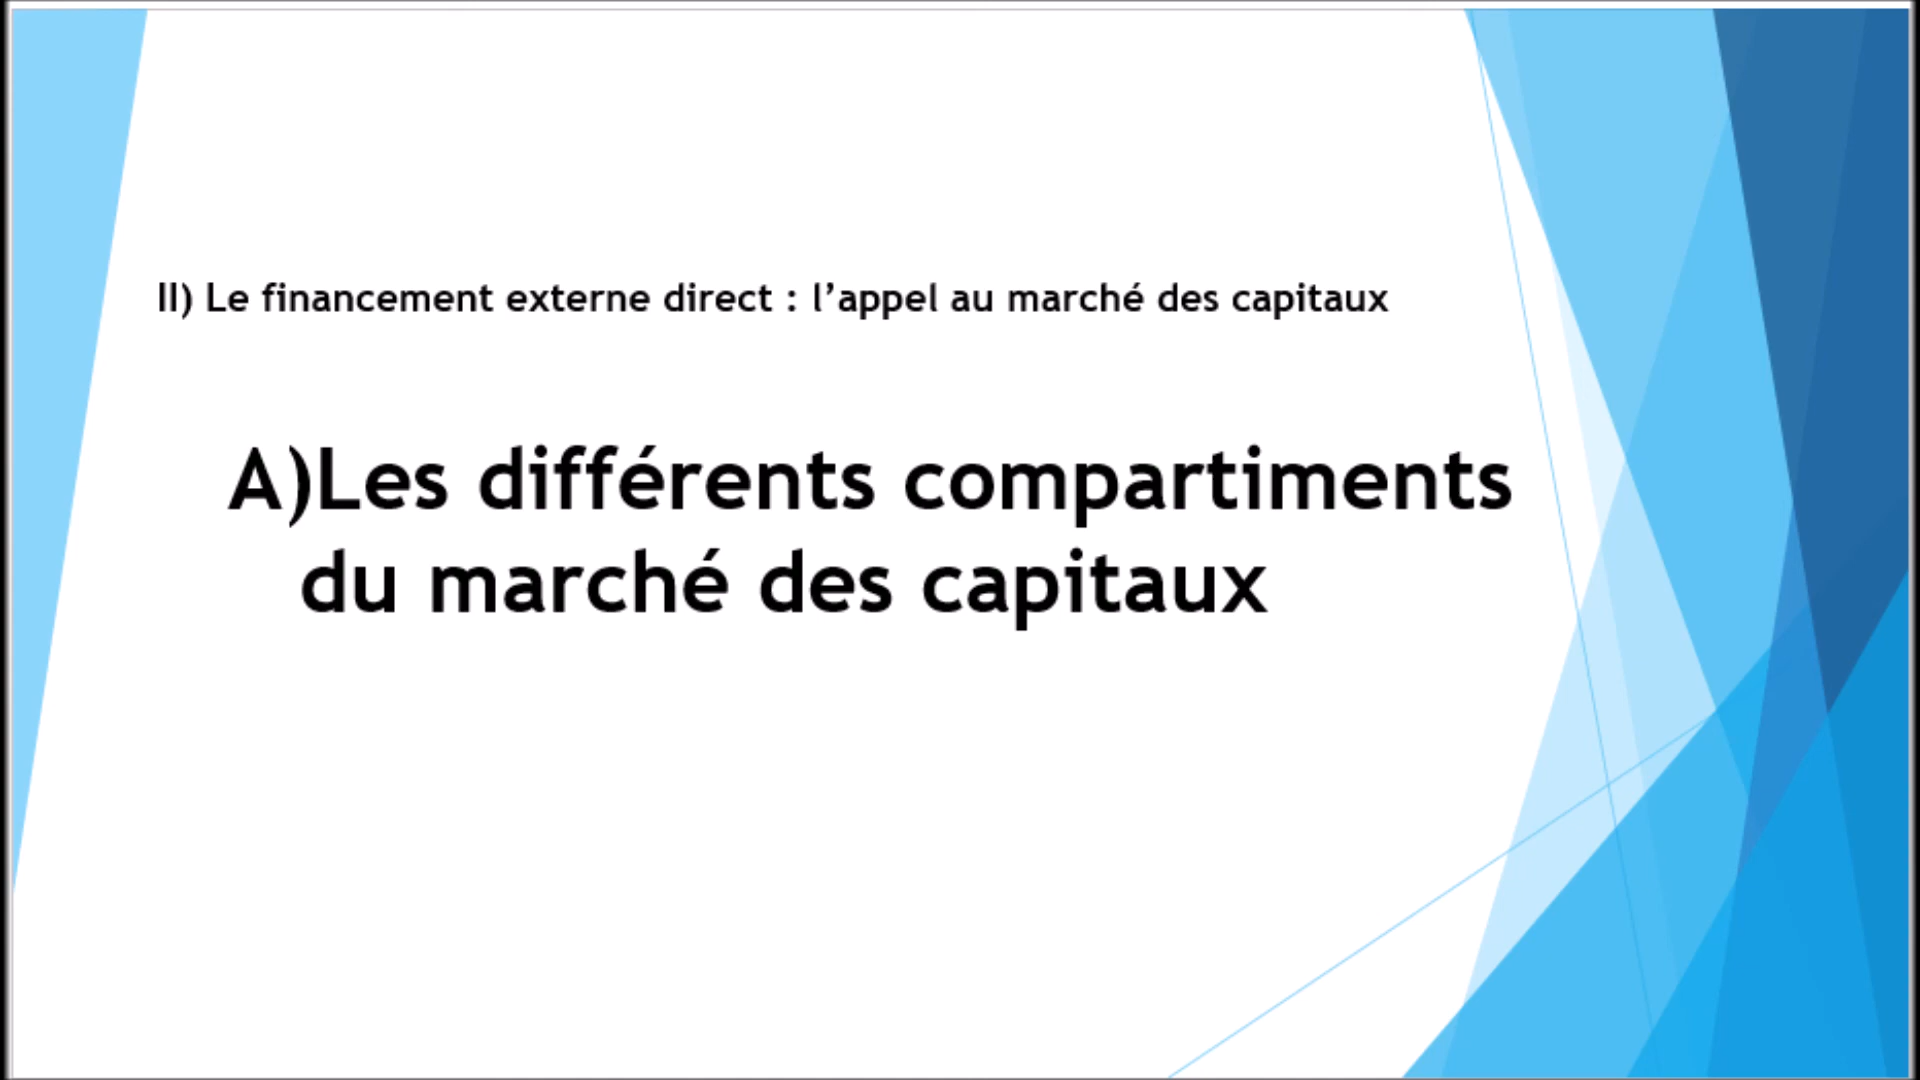 II) Le financement externe direct : l’appel au marché des capitaux
A)Les différents compartiments
du marché des capitaux